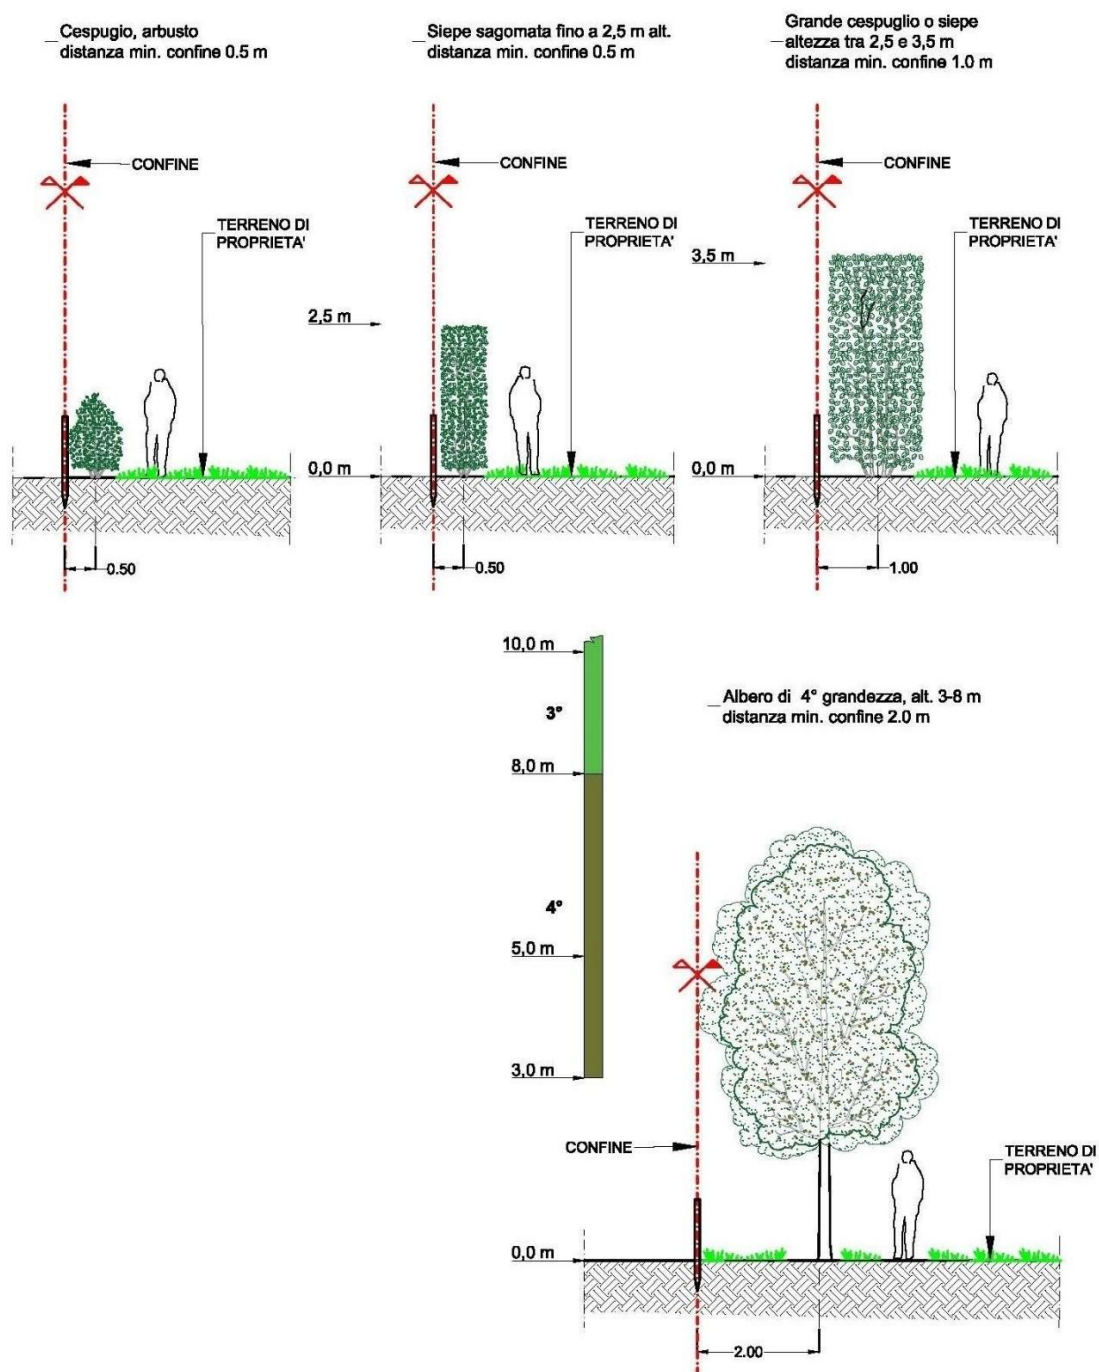 Cespugio, arbusto
distanza min. confine 0.5 m
CONFINE
TERRENO DI
PROPRIETA'
0.50
Siepe sagomata fino a 2,5 m alt.
distanza min. confine 0.5 m
CONFINE
TERRENO DI
PROPRIETA'
2,5 m
0,0 m
0.50
Grande cespuglio o siepe
altezza tra 2,5 e 3,5 m
distanza min. confine 1.0 m
CONFINE
TERRENO DI
PROPRIETA'
3,5 m
0,0 m
1.00
10,0 m
3°
8,0 m
4°
5,0 m
3,0 m
Albero di 4° grandezza, alt. 3-8 m
distanza min. confine 2.0 m
CONFINE
TERRENO DI
PROPRIETA'
0,0 m
2.00